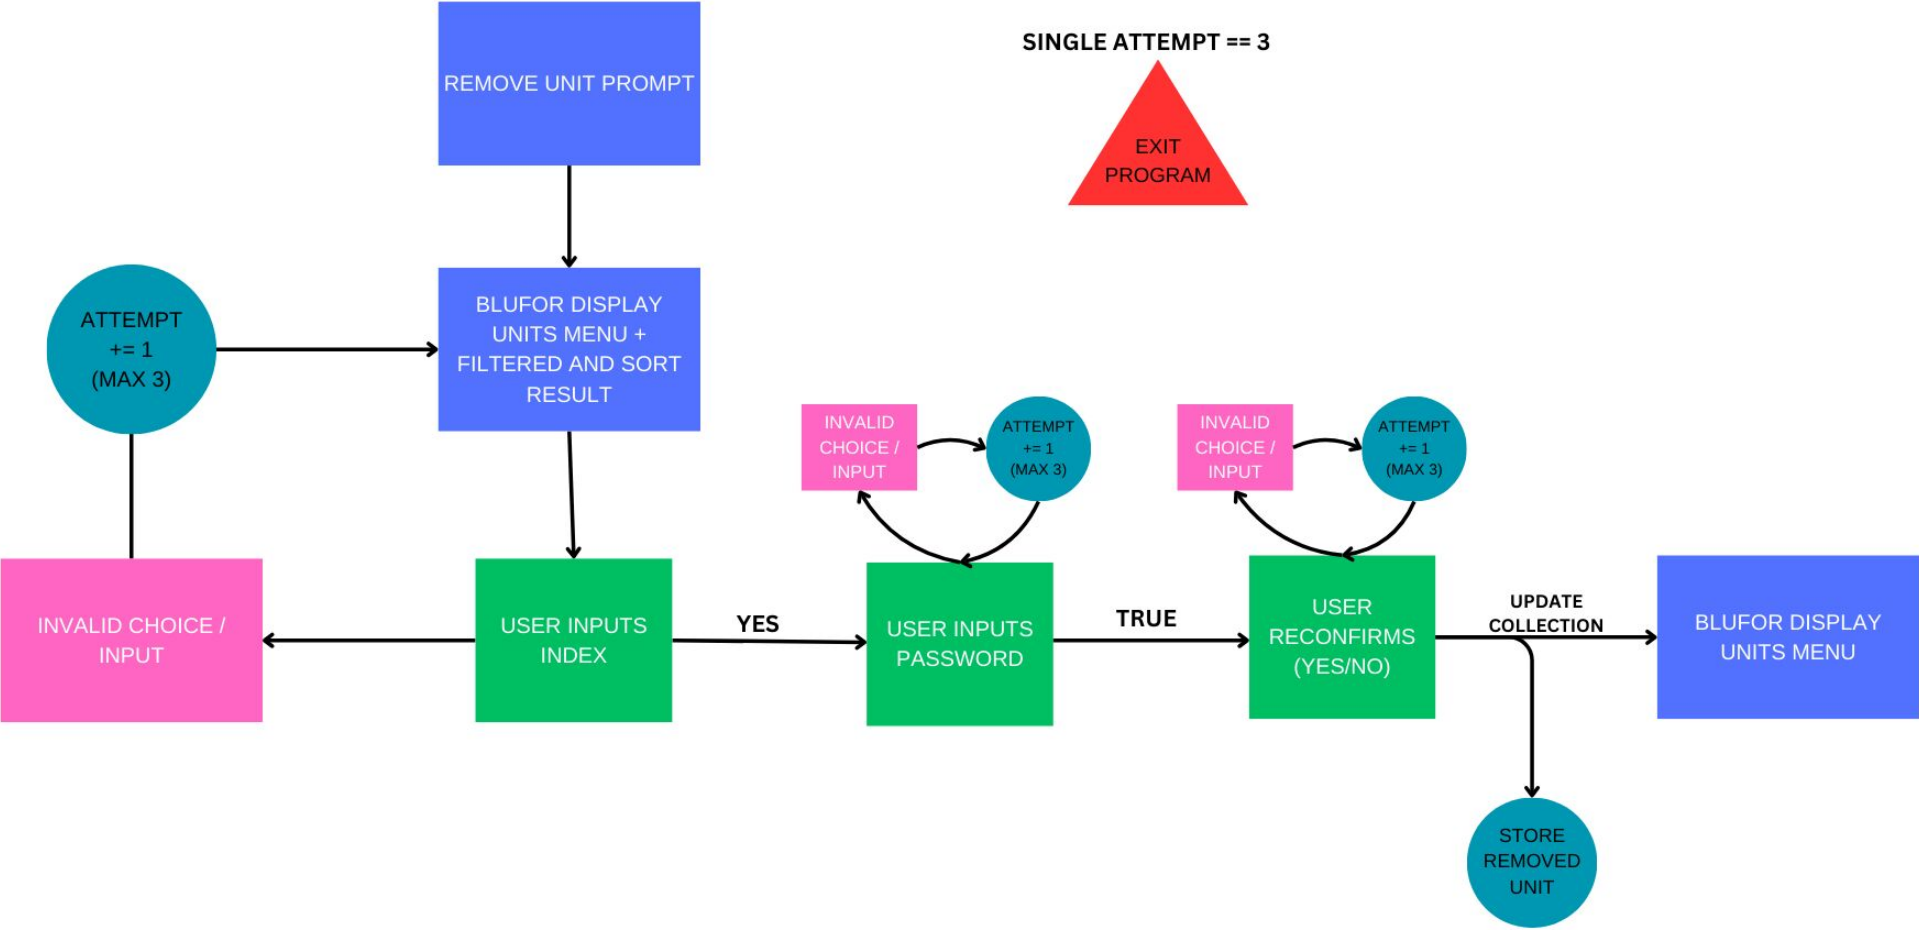 SINGLE ATTEMPT == 3
REMOVE UNIT PROMPT
EXIT
PROGRAM
ATTEMPT
+= 1
(MAX 3)
BLUFOR DISPLAY
UNITS MENU +
FILTERED AND SORT
RESULT
INVALID
CHOICE /
INPUT
ATTEMPT
+= 1
(MAX 3)
INVALID
CHOICE /
INPUT
ATTEMPT
+= 1
(MAX 3)
INVALID CHOICE /
INPUT
USER INPUTS
INDEX
YES
USER INPUTS
PASSWORD
TRUE
USER
RECONFIRMS
(YES/NO)
UPDATE
COLLECTION
BLUFOR DISPLAY
UNITS MENU
STORE
REMOVED
UNIT